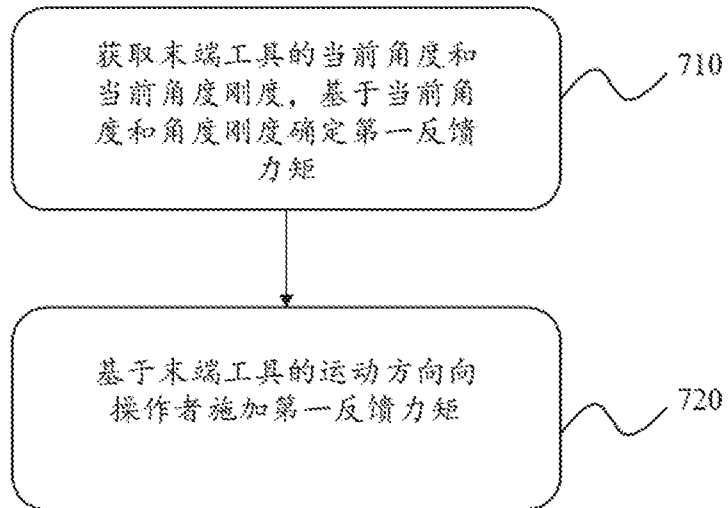 获取末端工具的当前角度和
当前角度刚度，基于当前角
度和角度刚度确定第一反馈
力矩
710
基于末端工具的运动方向向
操作者施加第一反馈力矩
720